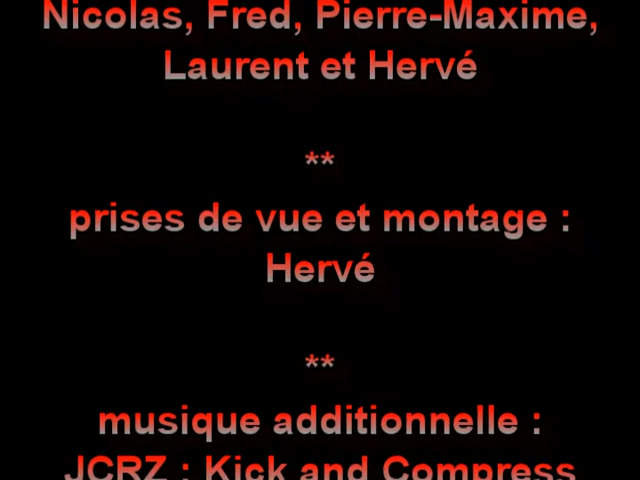 Nicolas, Fred, Pierre-Maxime,
Laurent et Hervé
**
prises de vue et montage :
Hervé
**
musique additionnelle :
JCRZ : Kick and Compress